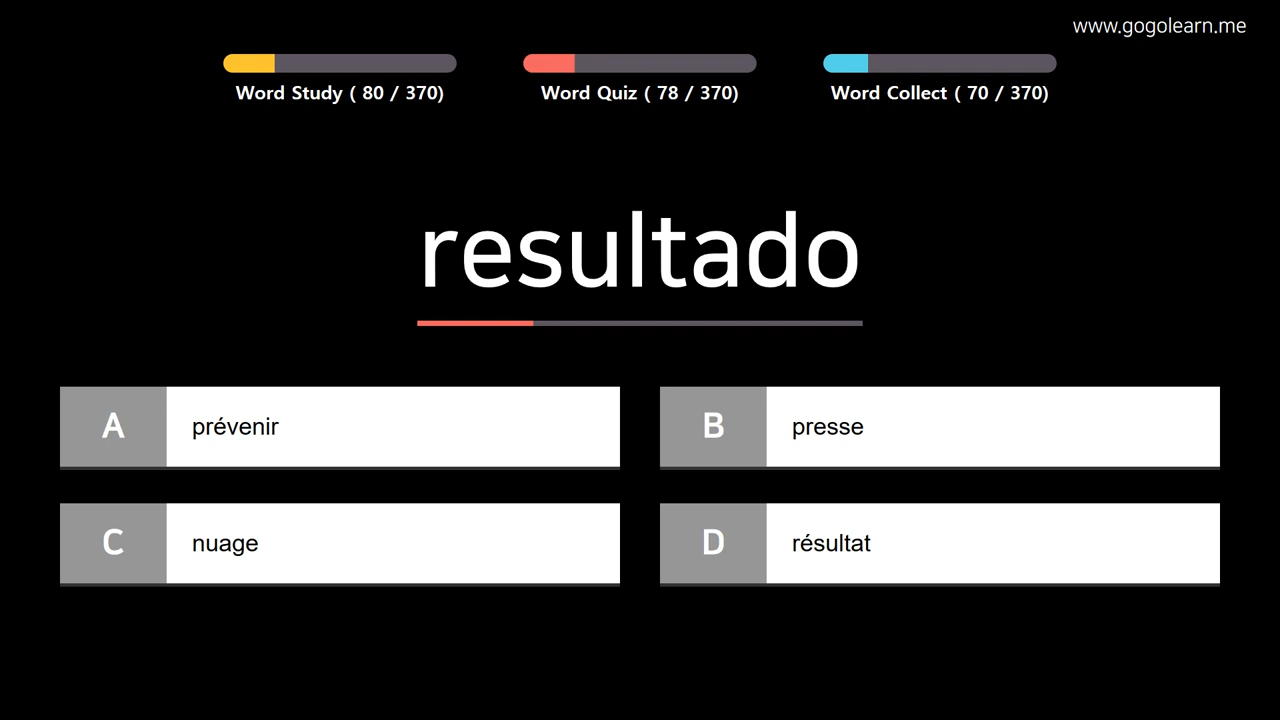 www.gogolearn.me
Word Study ( 80 / 370)
Word Quiz ( 78 / 370)
Word Collect ( 70 / 370)
resultado
A prévenir
B presse
C nuage
D résultat